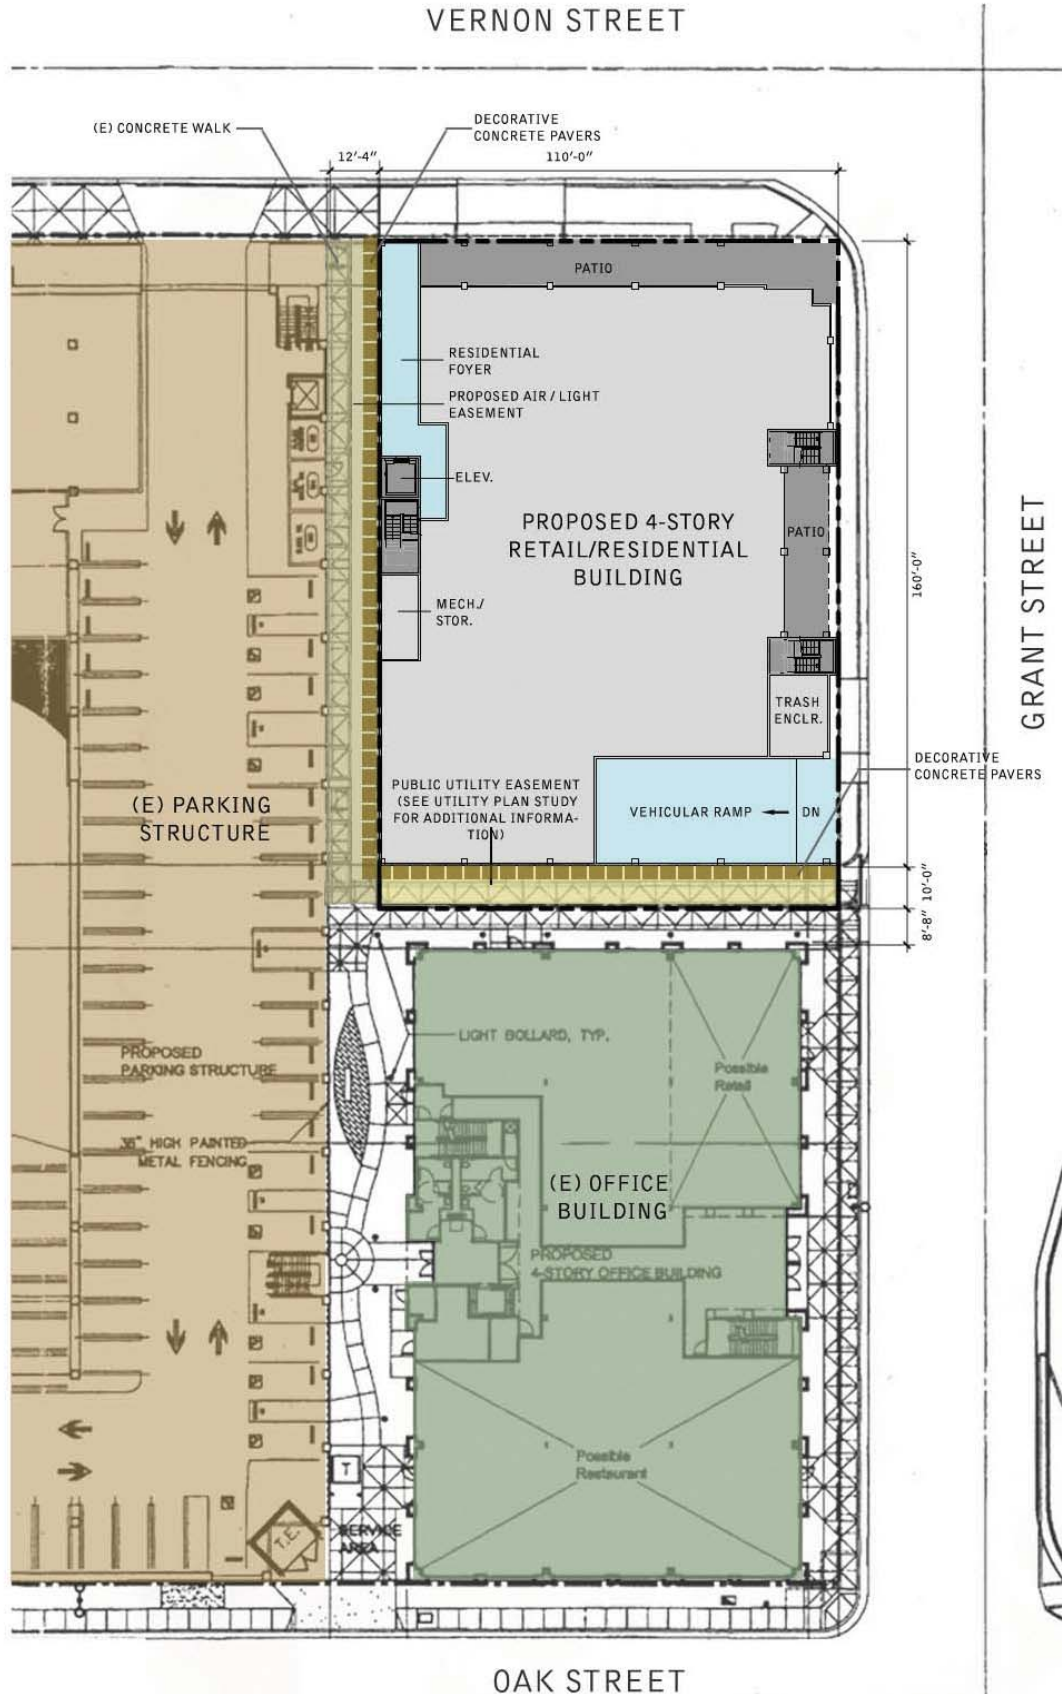 VERNON STREET
(E) CONCRETE WALK
DECORATIVE
CONCRETE PAVERS
12'-4"
110'-0"
PATIO
RESIDENTIAL
FOYER
PROPOSED AIR / LIGHT
EASEMENT
ELEV.
PROPOSED 4-STORY
RETAIL/RESIDENTIAL
BUILDING
PATIO
160'-0"
GRANT STREET
MECH./
STOR.
TRASH
ENCLR.
DECORATIVE
CONCRETE PAVERS
PUBLIC UTILITY EASEMENT
(SEE UTILITY PLAN STUDY
FOR ADDITIONAL INFORMA-
TION)
VEHICULAR RAMP
DN
(E) PARKING
STRUCTURE
10'-0"
8'-8"
LIGHT BOLLARD, TYP.
PROPOSED
PARKING STRUCTURE
Possible
Retail
36" HIGH PAINTED
METAL FENCING
(E) OFFICE
BUILDING
PROPOSED
4-STORY OFFICE BUILDING
Possible
Restaurant
T
T.E.
SERVICE
AREA
OAK STREET